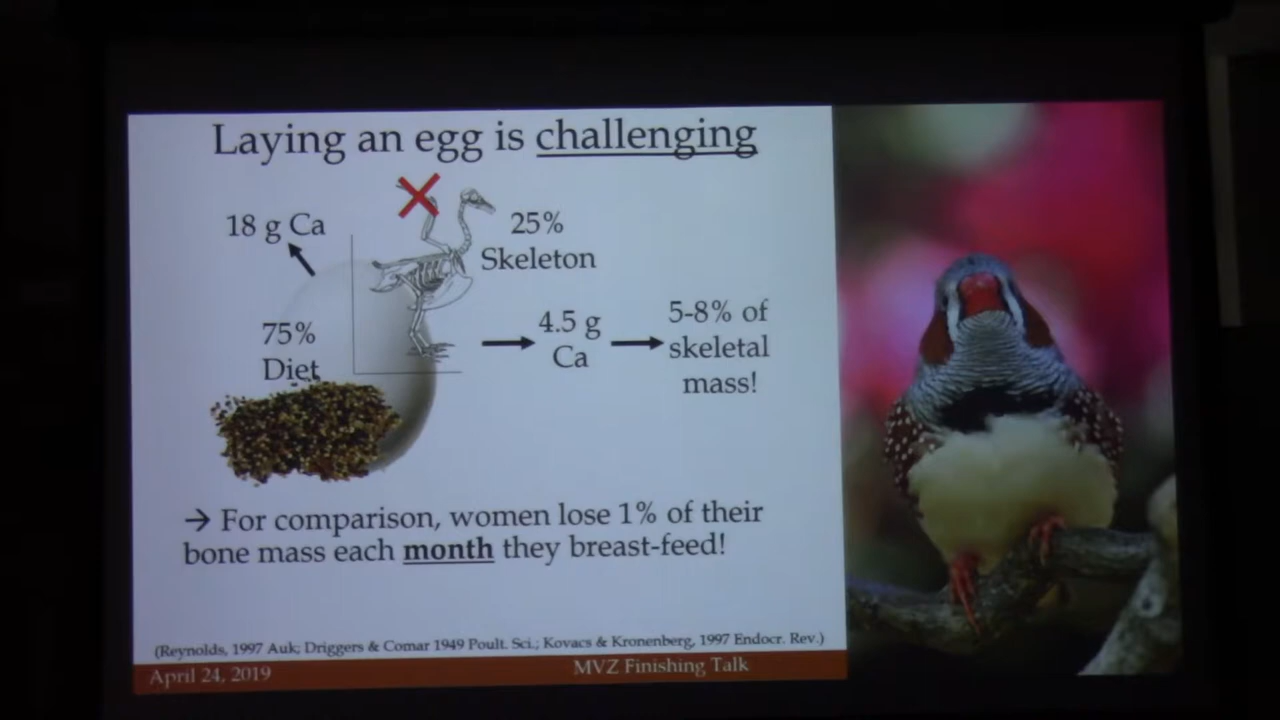 Laying an egg is challenging
18 g Ca
25%
Skeleton
75%
Diet
4.5 g
Ca
5-8% of
skeletal
mass!
→ For comparison, women lose 1% of their
bone mass each month they breast-feed!
(Reynolds, 1997 Auk; Driggers & Comar 1949 Poult. Sci.; Kovacs & Kronenberg, 1997 Endocr. Rev.)
April 24, 2019
MVZ Finishing Talk